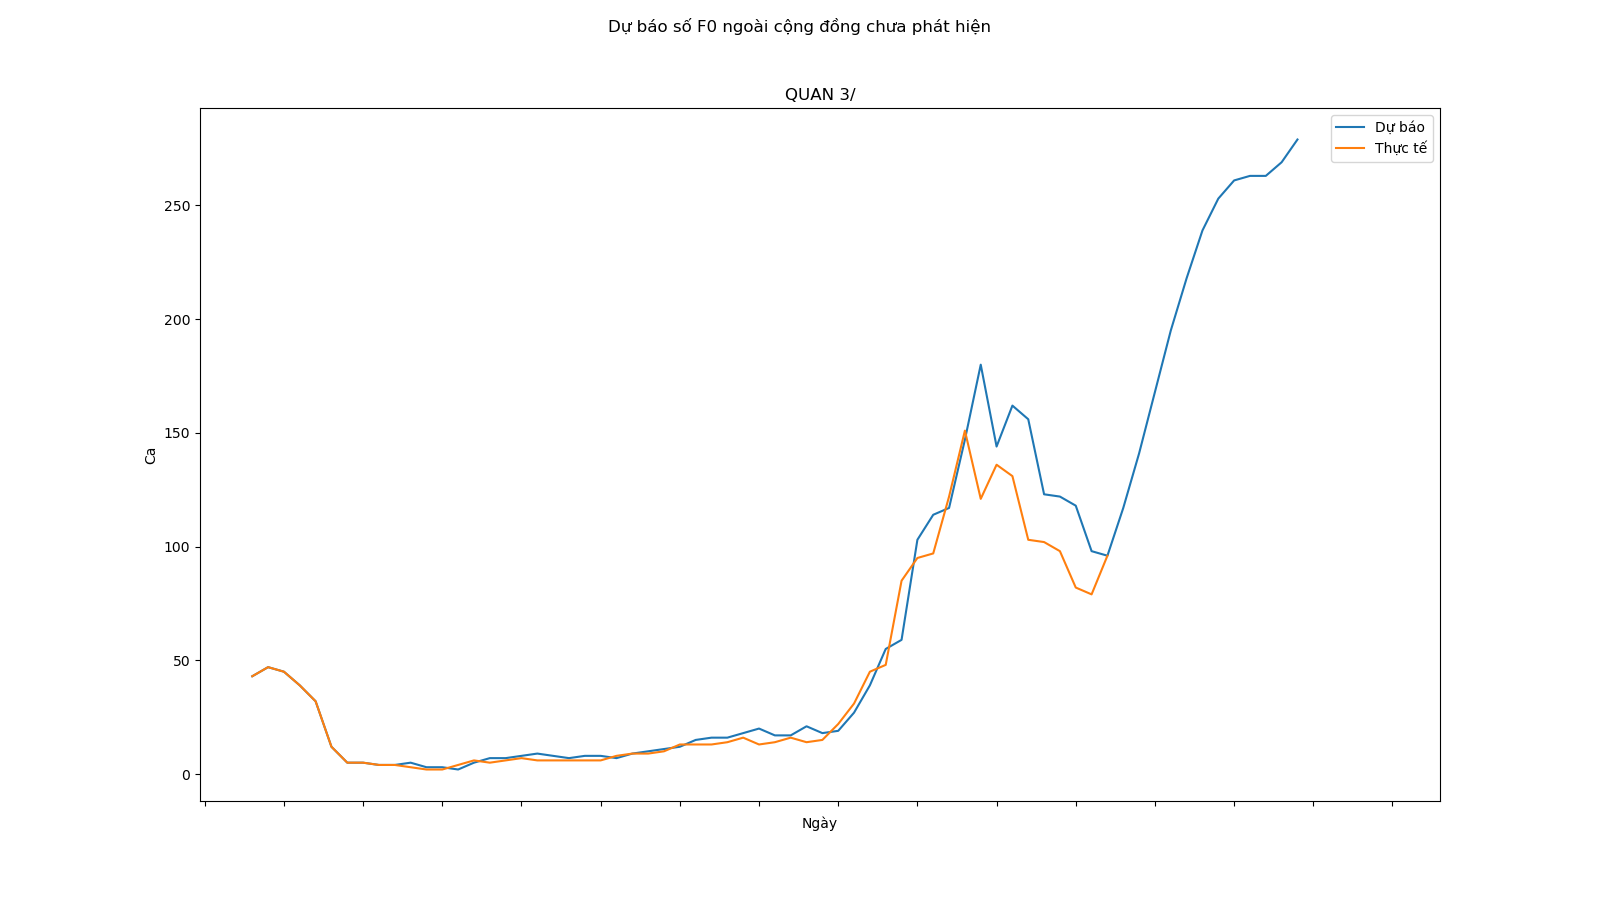 Dự báo số F0 ngoài cộng đồng chưa phát hiện
QUAN 3/
Dự báo
Thực tế
250
200
150
100
50
0
Ca
Ngày